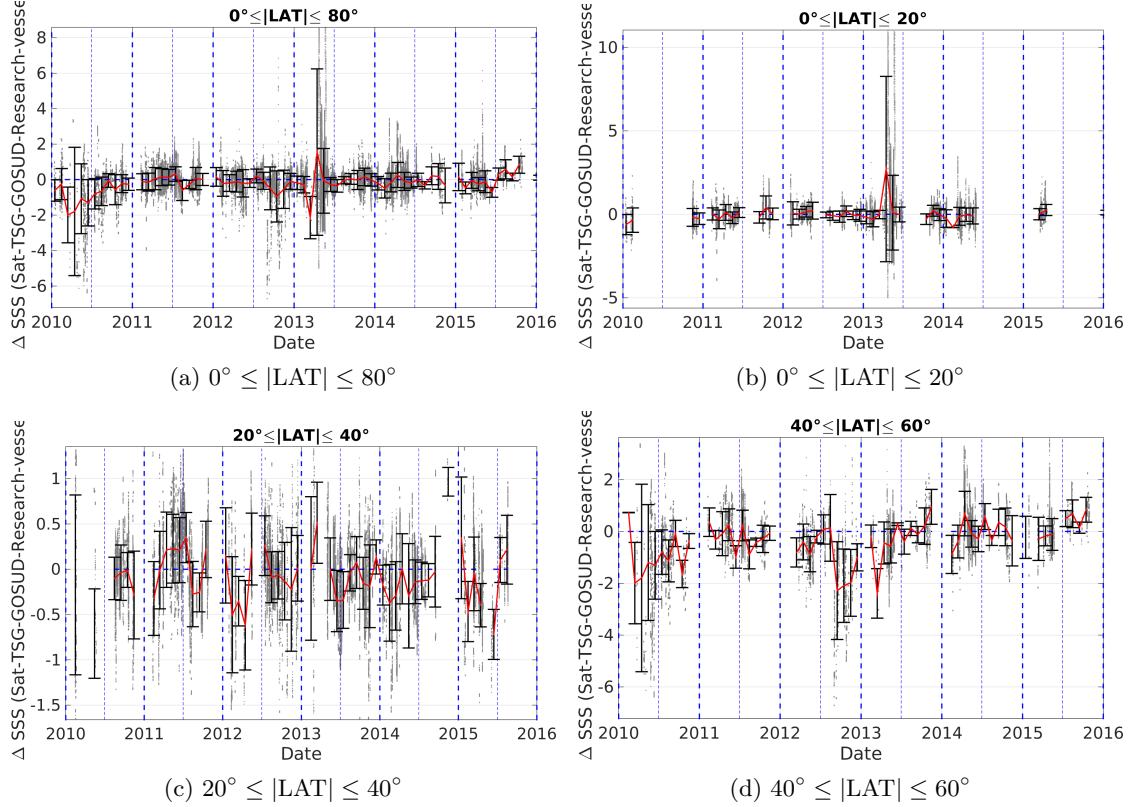 0°≤|LAT|≤ 80°
Δ SSS (Sat-TSG-GOSUD-Research-vesse
8
6
4
2
0
-2
-4
-6
2010 2011 2012 2013 2014 2015 2016
Date
(a) 0° ≤ |LAT| ≤ 80°
0°≤|LAT|≤ 20°
Δ SSS (Sat-TSG-GOSUD-Research-vesse
10
5
0
-5
2010 2011 2012 2013 2014 2015 2016
Date
(b) 0° ≤ |LAT| ≤ 20°
20°≤|LAT|≤ 40°
Δ SSS (Sat-TSG-GOSUD-Research-vesse
1
0.5
0
-0.5
-1
-1.5
2010 2011 2012 2013 2014 2015 2016
Date
(c) 20° ≤ |LAT| ≤ 40°
40°≤|LAT|≤ 60°
Δ SSS (Sat-TSG-GOSUD-Research-vesse
2
0
-2
-4
-6
2010 2011 2012 2013 2014 2015 2016
Date
(d) 40° ≤ |LAT| ≤ 60°